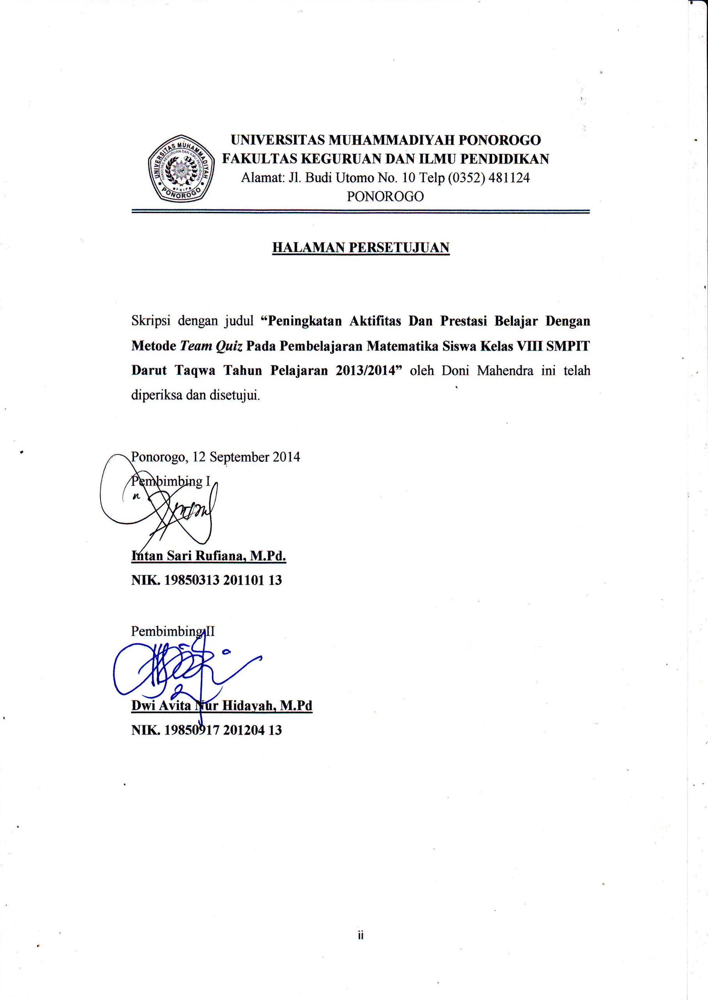 UNIVERSITAS MUHAMMADIYAH PONOROGO
FAKULTAS KEGURUAN DAN ILMU PENDIDIKAN
Alamat: Jl. Budi Utomo No. 10 Telp (0352) 481124
PONOROGO
UNIVERSITAS MUHAMMADIYAH
FAKULTAS KEGURUAN DAN ILMU PENDIDIKAN
FKIP
PONOROGO
HALAMAN PERSETUJUAN
Skripsi dengan judul “Peningkatan Aktifitas Dan Prestasi Belajar Dengan
Metode Team Quiz Pada Pembelajaran Matematika Siswa Kelas VIII SMPIT
Darut Taqwa Tahun Pelajaran 2013/2014” oleh Doni Mahendra ini telah
diperiksa dan disetujui.
Ponorogo, 12 September 2014
Pembimbing I
Intan Sari Rufiana, M.Pd.
NIK. 19850313 201101 13
Pembimbing II
Dwi Avita Nur Hidayah, M.Pd
NIK. 19850917 201204 13
ii